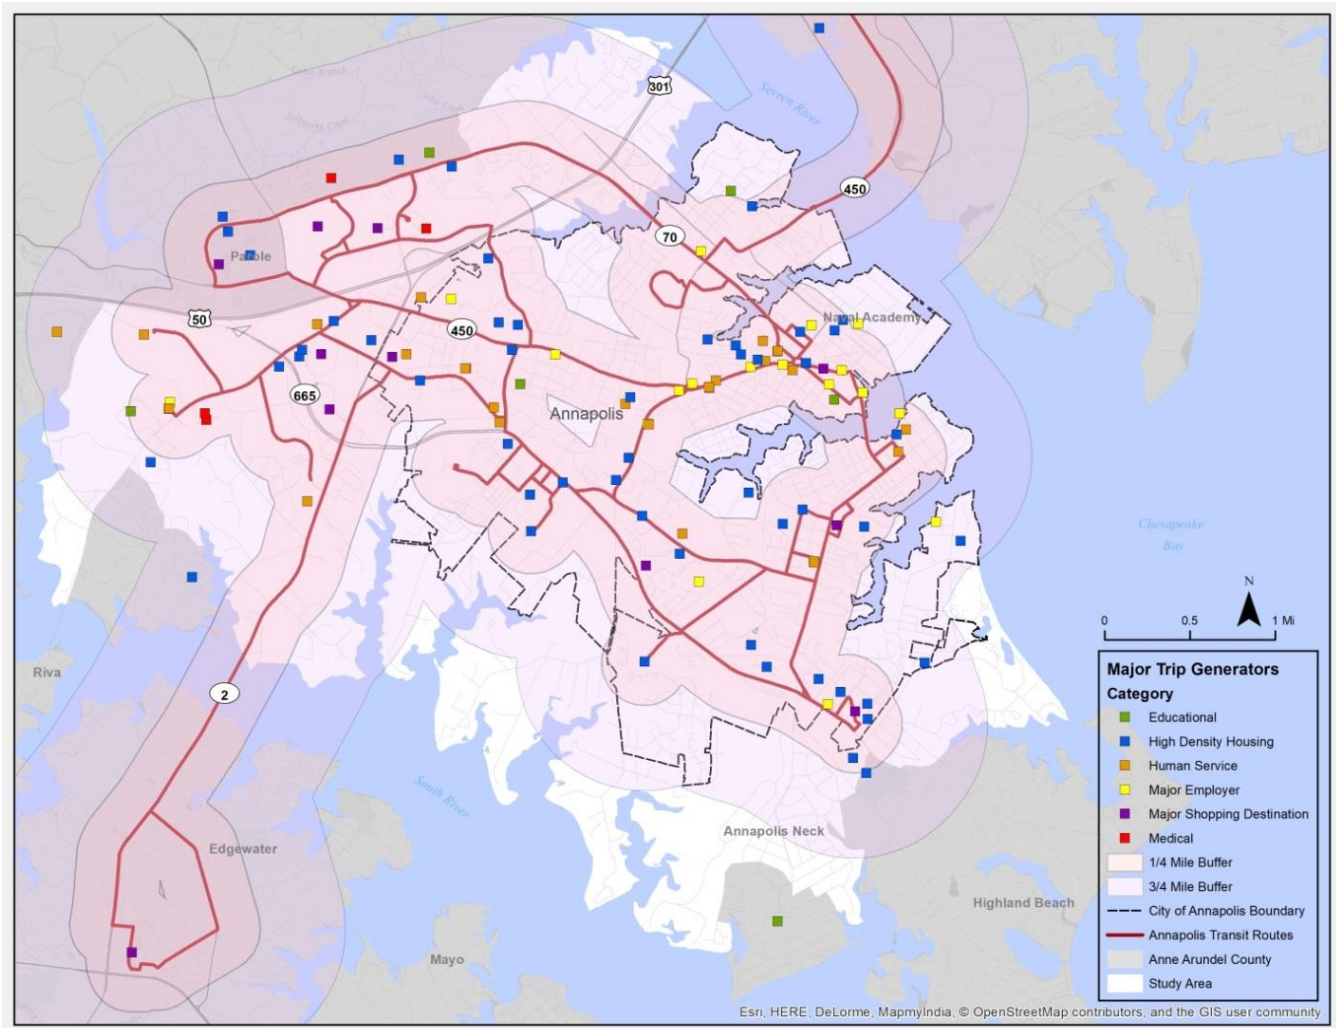 301
Severn River
450
70
Parole
50
450
Naval Academy
665
Annapolis
Chesapeake
Bay
N
0 0.5 1 Mi
Riva
2
South River
Edgewater
Annapolis Neck
Highland Beach
Mayo
Major Trip Generators
Category
Educational
High Density Housing
Human Service
Major Employer
Major Shopping Destination
Medical
1/4 Mile Buffer
3/4 Mile Buffer
City of Annapolis Boundary
Annapolis Transit Routes
Anne Arundel County
Study Area
Esri, HERE, DeLorme, MapmyIndia, © OpenStreetMap contributors, and the GIS user community